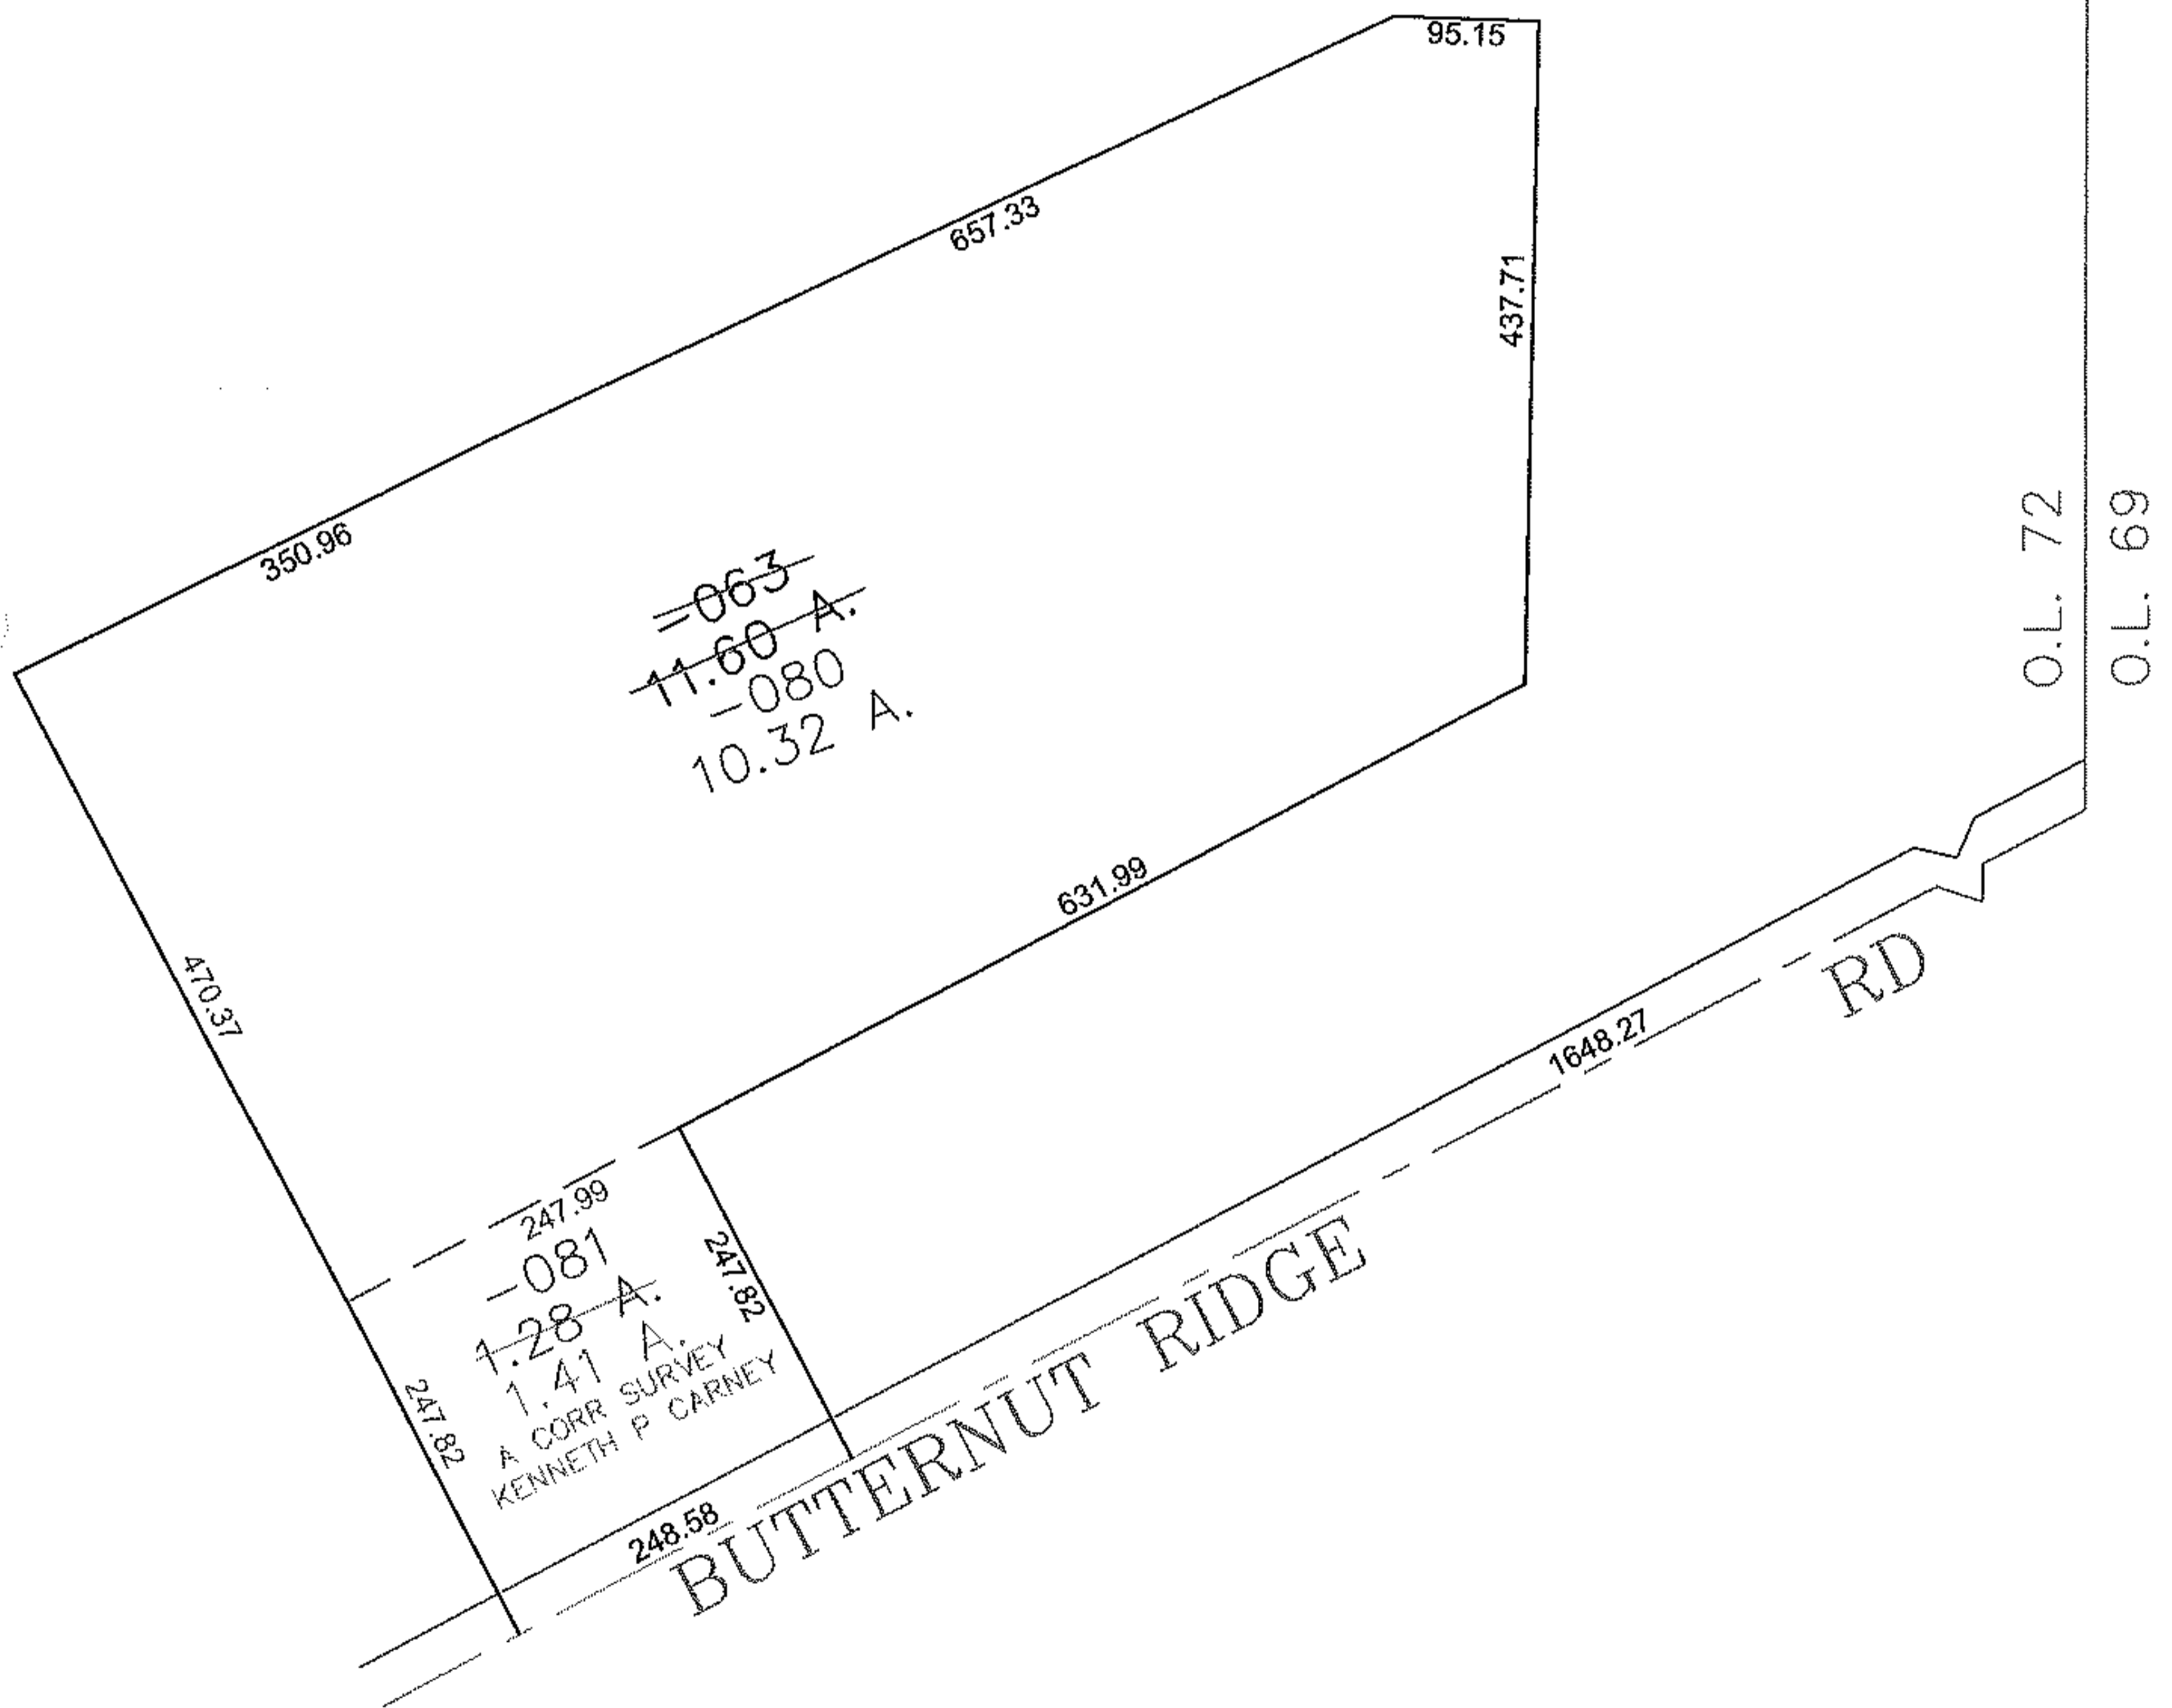 95.15
657.33
437.71
350.96
-063
11.60 A.
-080
10.32 A.
O.L. 72
O.L. 69
631.99
470.37
1648.27
247.99
-081
1.28 A.
1.41 A.
A CORR SURVEY
KENNETH P CARNEY
247.82
247.82
248.58
BUTTERNUT RIDGE RD